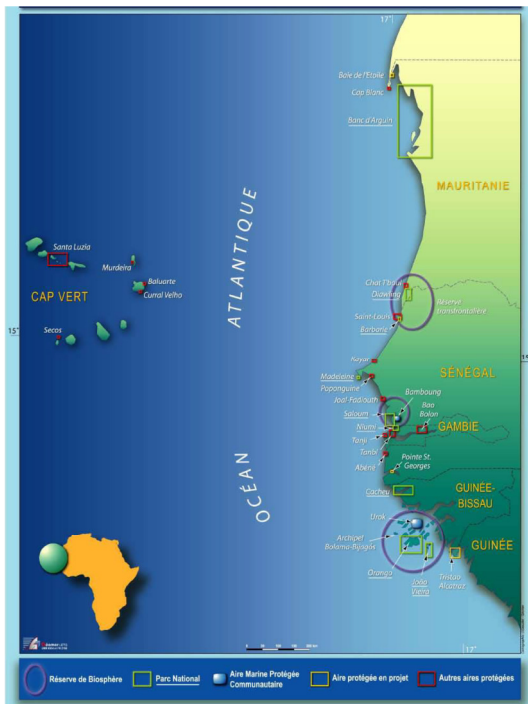 17°
Baie de l'Etoile
Cap Blanc
Banc d'Arguin
MAURITANIE
ATLANTIQUE
Santa Luzia
Murdeira
Baluarte
Curral Velho
CAP VERT
Secos
15°
Chat Tboul
Diawling
Réserve
transfrontalière
Saint-Louis
Barbarie
Kayar
SÉNÉGAL
Madeleine
Popenguine
Joal-Fadiouth
Bamboung
Saloum
Bao
Bolon
Niumi
GAMBIE
Tanji
Tanbi
Abéné
Pointe St.
Georges
Cacheu
GUINÉE-
BISSAU
OCÉAN
Urok
GUINÉE
Archipel
Bolama-Bijagós
Orango
João
Vieira
Tristao
Alcatraz
17°
Réserve de Biosphère
Parc National
Aire Marine Protégée
Communautaire
Aire protégée en projet
Autres aires protégées